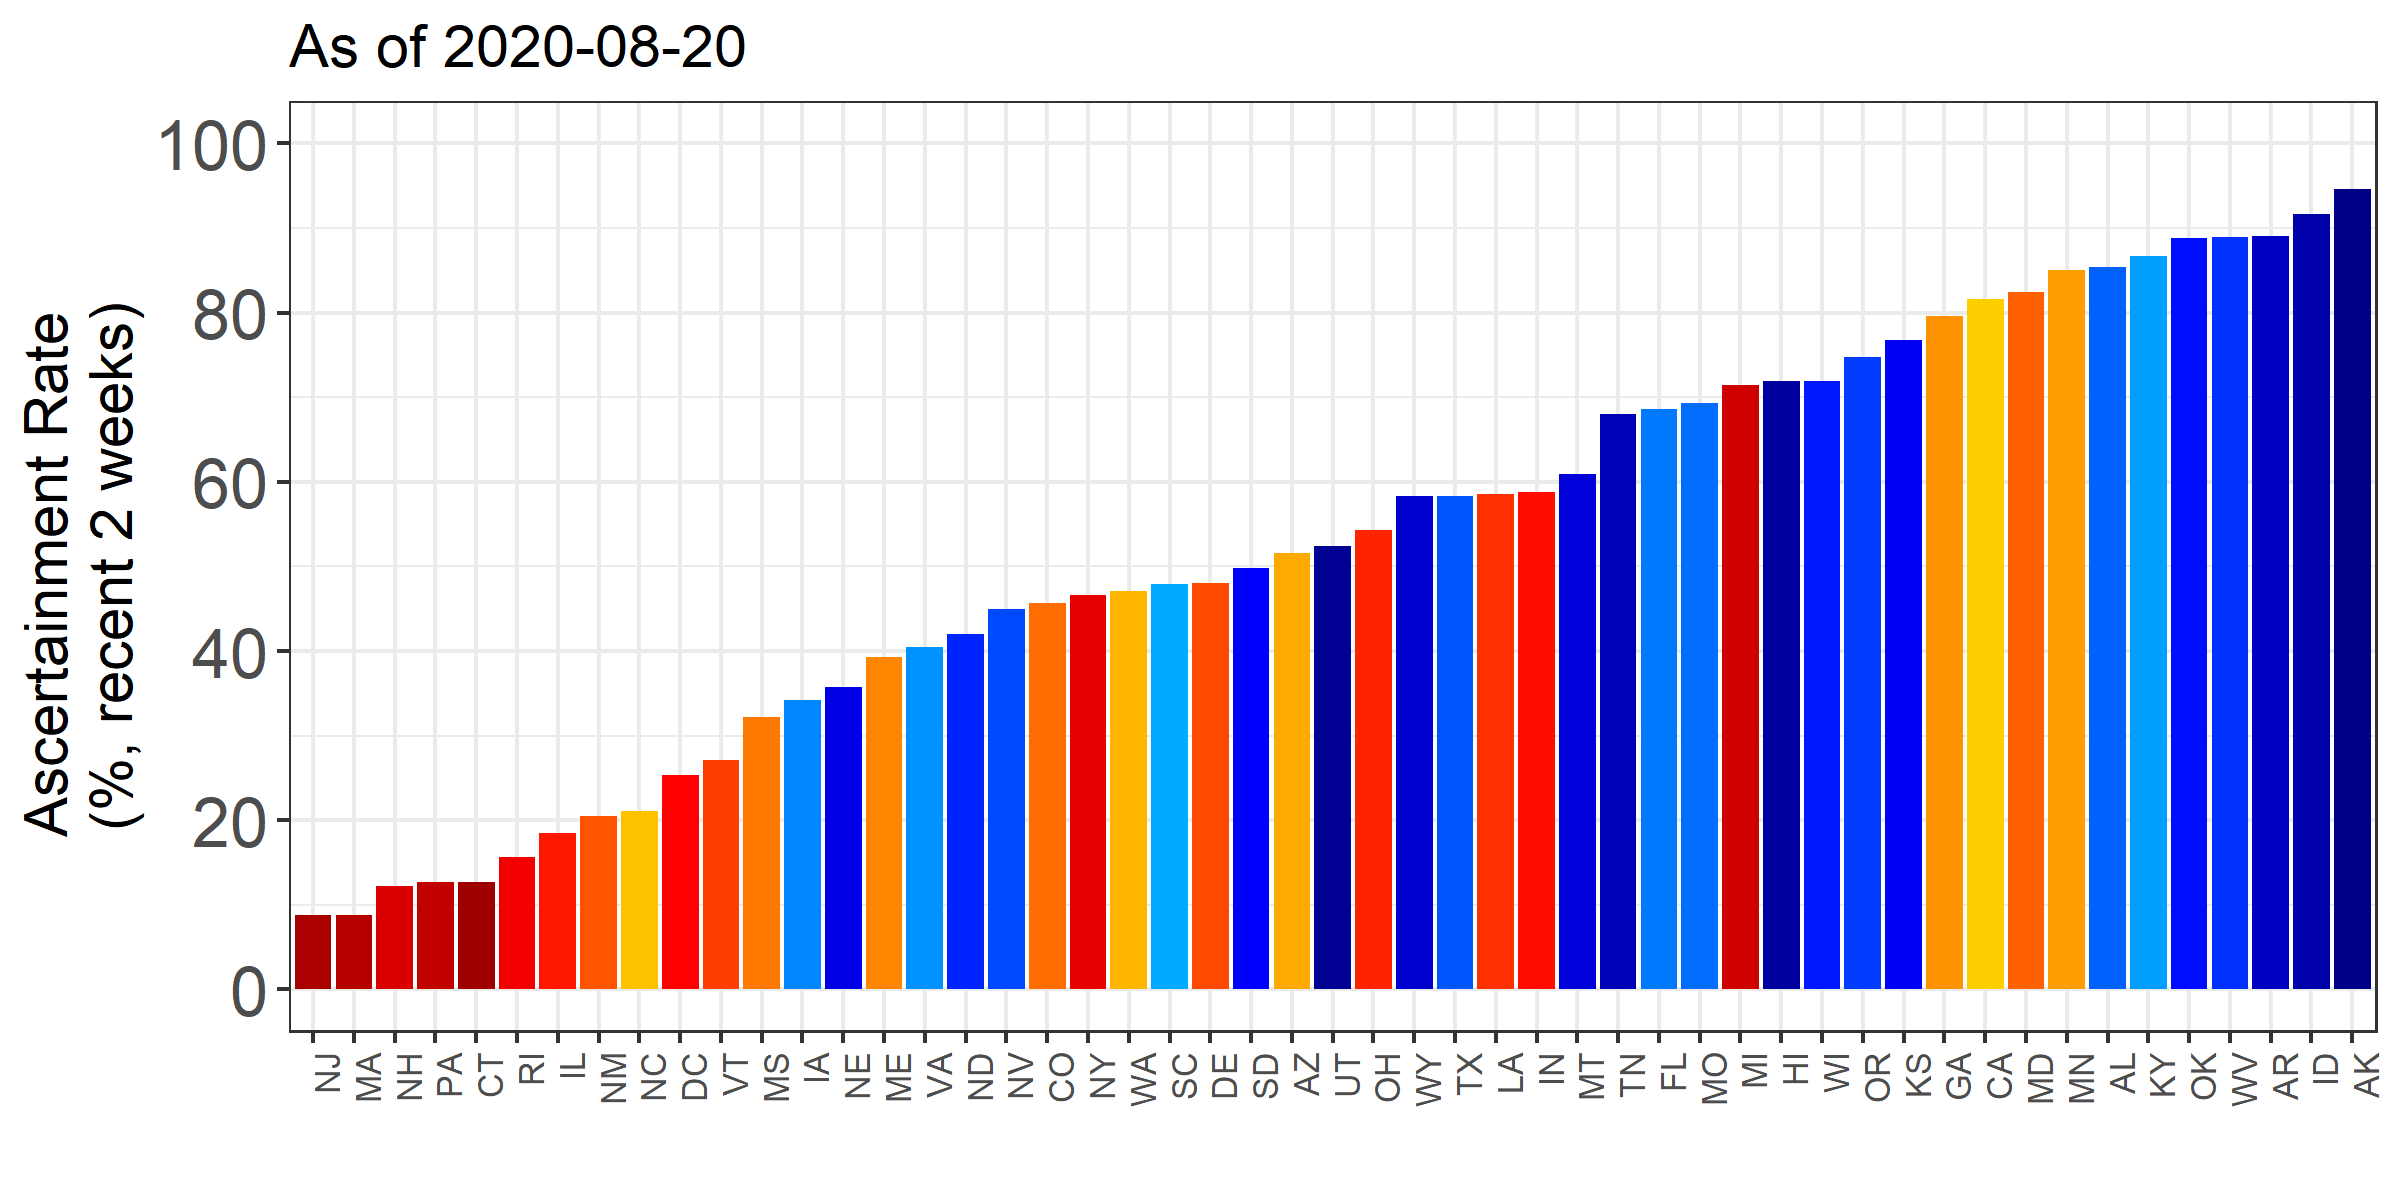 As of 2020-08-20
Ascertainment Rate
(%, recent 2 weeks)
100
80
60
40
20
0
NJ
MA
NH
PA
CT
RI
IL
NM
NC
DC
VT
MS
IA
NE
ME
VA
ND
NV
CO
NY
WA
SC
DE
SD
AZ
UT
OH
WY
TX
LA
IN
MT
TN
FL
MO
MI
HI
WI
OR
KS
GA
CA
MD
MN
AL
KY
OK
WV
AR
ID
AK